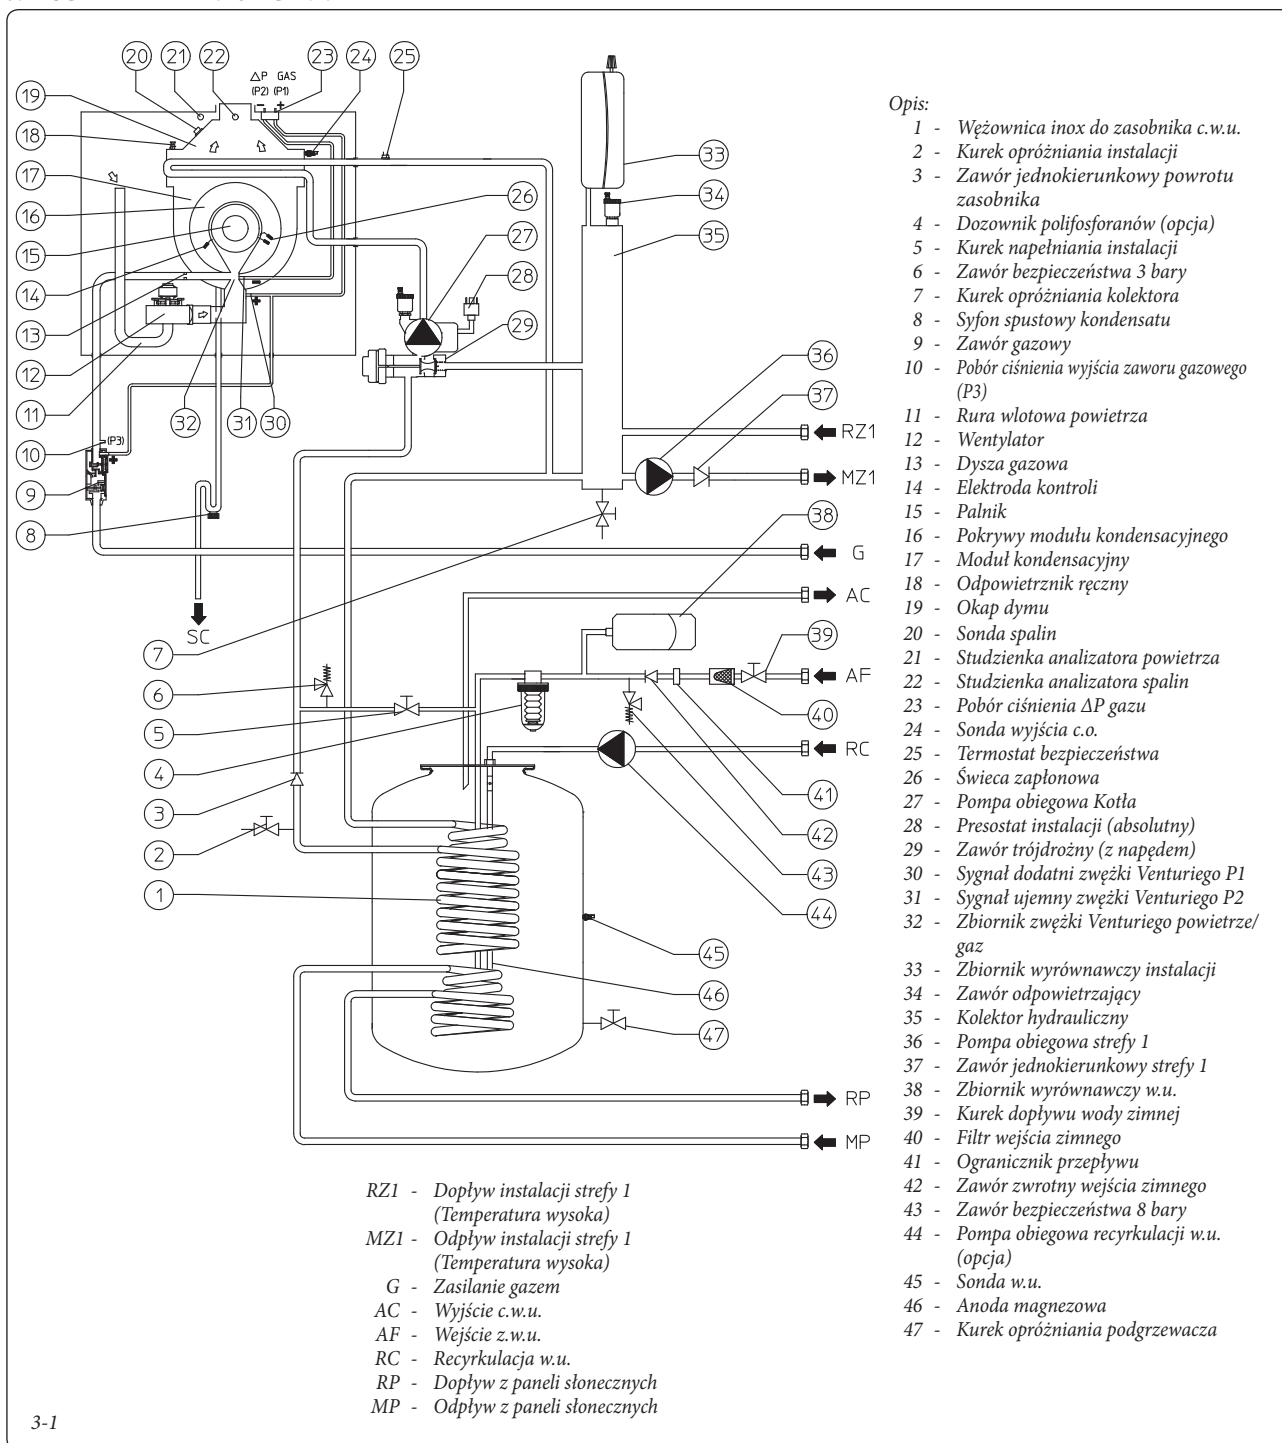 20
21
22
△P GAS
(P2) (P1)
- +
23
24
25
19
18
17
16
15
14
13
12
11
10
(P3)
+
9
8
SC
26
27
28
29
-
+
32
31
30
33
34
35
36
37
RZ1
MZ1
38
G
AC
7
39
6
AF
5
40
RC
4
41
3
42
2
43
1
44
45
46
47
RP
MP
Opis:
1 - Wężownica inox do zasobnika c.w.u.
2 - Kurek opróżniania instalacji
3 - Zawór jednokierunkowy powrotu
zasobnika
4 - Dozownik polifosforanów (opcja)
5 - Kurek napełniania instalacji
6 - Zawór bezpieczeństwa 3 bary
7 - Kurek opróżniania kolektora
8 - Syfon spustowy kondensatu
9 - Zawór gazowy
10 - Pobór ciśnienia wyjścia zaworu gazowego
(P3)
11 - Rura wlotowa powietrza
12 - Wentylator
13 - Dysza gazowa
14 - Elektroda kontroli
15 - Palnik
16 - Pokrywy modułu kondensacyjnego
17 - Moduł kondensacyjny
18 - Odpowietrznik ręczny
19 - Okap dymu
20 - Sonda spalin
21 - Studzienka analizatora powietrza
22 - Studzienka analizatora spalin
23 - Pobór ciśnienia ΔP gazu
24 - Sonda wyjścia c.o.
25 - Termostat bezpieczeństwa
26 - Świeca zapłonowa
27 - Pompa obiegowa Kotła
28 - Presostat instalacji (absolutny)
29 - Zawór trójdrożny (z napędem)
30 - Sygnał dodatni zwężki Venturiego P1
31 - Sygnał ujemny zwężki Venturiego P2
32 - Zbiornik zwężki Venturiego powietrze/
gaz
33 - Zbiornik wyrównawczy instalacji
34 - Zawór odpowietrzający
35 - Kolektor hydrauliczny
36 - Pompa obiegowa strefy 1
37 - Zawór jednokierunkowy strefy 1
38 - Zbiornik wyrównawczy w.u.
39 - Kurek dopływu wody zimnej
40 - Filtr wejścia zimnego
41 - Ogranicznik przepływu
42 - Zawór zwrotny wejścia zimnego
43 - Zawór bezpieczeństwa 8 bary
44 - Pompa obiegowa recyrkulacji w.u.
(opcja)
45 - Sonda w.u.
46 - Anoda magnezowa
47 - Kurek opróżniania podgrzewacza
RZ1 - Dopływ instalacji strefy 1
(Temperatura wysoka)
MZ1 - Odpływ instalacji strefy 1
(Temperatura wysoka)
G - Zasilanie gazem
AC - Wyjście c.w.u.
AF - Wejście z.w.u.
RC - Recyrkulacja w.u.
RP - Dopływ z paneli słonecznych
MP - Odpływ z paneli słonecznych
3-1